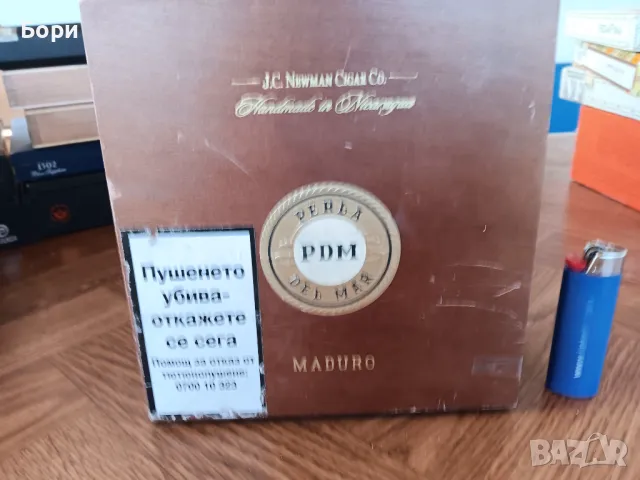 Бори
J.C. NEWMAN CIGAR CO.
Handmade in Nicaragua
PERLA
PDM
DEL MAR
MADURO
Пушенето
убива-
откажете
се сега
Помощ за отказ от
тютюнопушене:
0700 10 323
1502
bazar